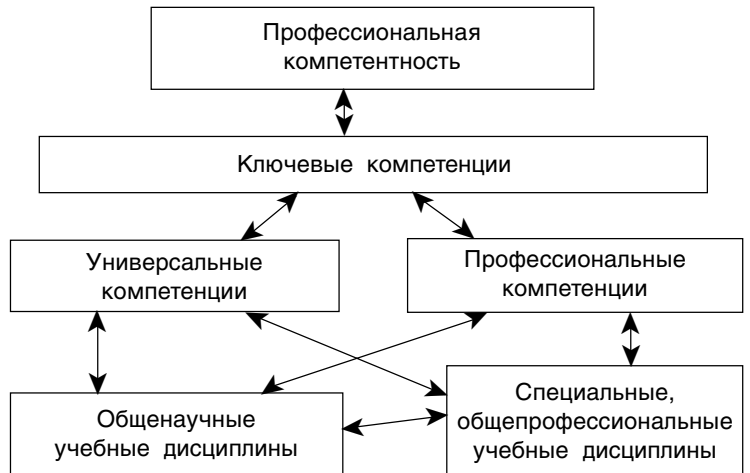 Профессиональная
компетентность
Ключевые компетенции
Универсальные
компетенции
Профессиональные
компетенции
Общенаучные
учебные дисциплины
Специальные,
общепрофессиональные
учебные дисциплины